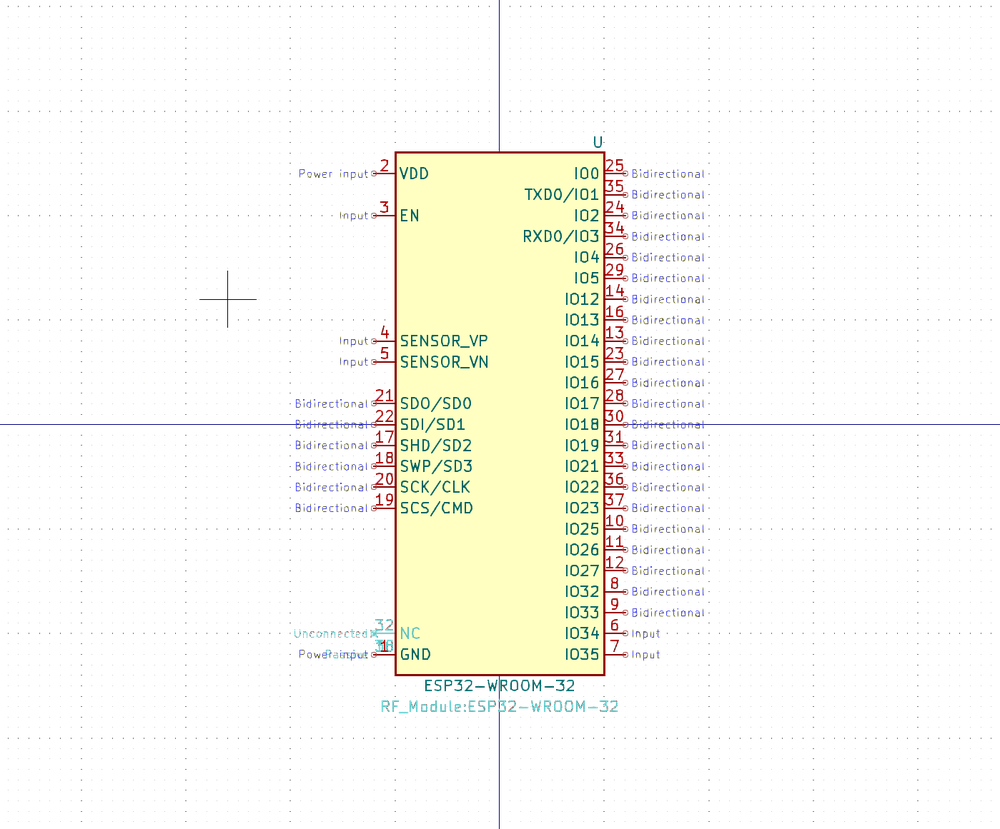 U
Power input 2 VDD IO0 25 Bidirectional
TXD0/IO1 35 Bidirectional
Input 3 EN IO2 24 Bidirectional
RXD0/IO3 34 Bidirectional
IO4 26 Bidirectional
IO5 29 Bidirectional
IO12 14 Bidirectional
IO13 16 Bidirectional
Input 4 SENSOR_VP IO14 13 Bidirectional
Input 5 SENSOR_VN IO15 23 Bidirectional
IO16 27 Bidirectional
Bidirectional 21 SDO/SD0 IO17 28 Bidirectional
Bidirectional 22 SDI/SD1 IO18 30 Bidirectional
Bidirectional 17 SHD/SD2 IO19 31 Bidirectional
Bidirectional 18 SWP/SD3 IO21 33 Bidirectional
Bidirectional 20 SCK/CLK IO22 36 Bidirectional
Bidirectional 19 SCS/CMD IO23 37 Bidirectional
IO25 10 Bidirectional
IO26 11 Bidirectional
IO27 12 Bidirectional
IO32 8 Bidirectional
IO33 9 Bidirectional
Unconnected 32 NC IO34 6 Input
Power input 1 GND IO35 7 Input
ESP32-WROOM-32
RF_Module:ESP32-WROOM-32